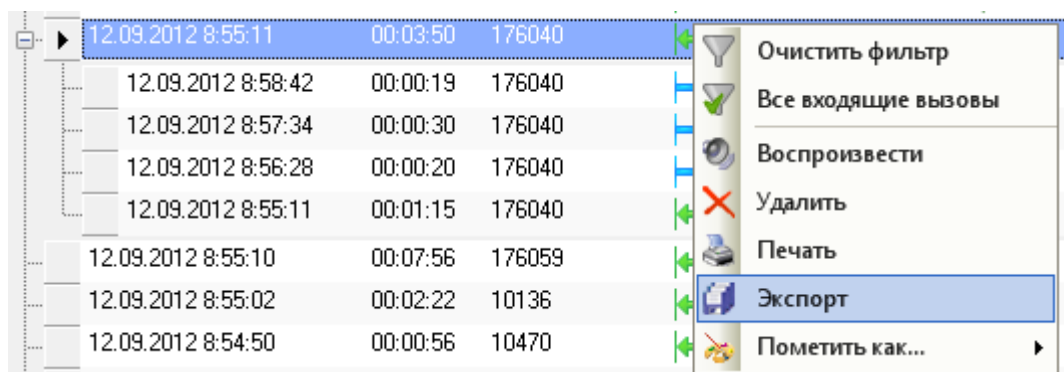 12.09.2012 8:55:11 00:03:50 176040
12.09.2012 8:58:42 00:00:19 176040
12.09.2012 8:57:34 00:00:30 176040
12.09.2012 8:56:28 00:00:20 176040
12.09.2012 8:55:11 00:01:15 176040
12.09.2012 8:55:10 00:07:56 176059
12.09.2012 8:55:02 00:02:22 10136
12.09.2012 8:54:50 00:00:56 10470
Очистить фильтр
Все входящие вызовы
Воспроизвести
Удалить
Печать
Экспорт
Пометить как...